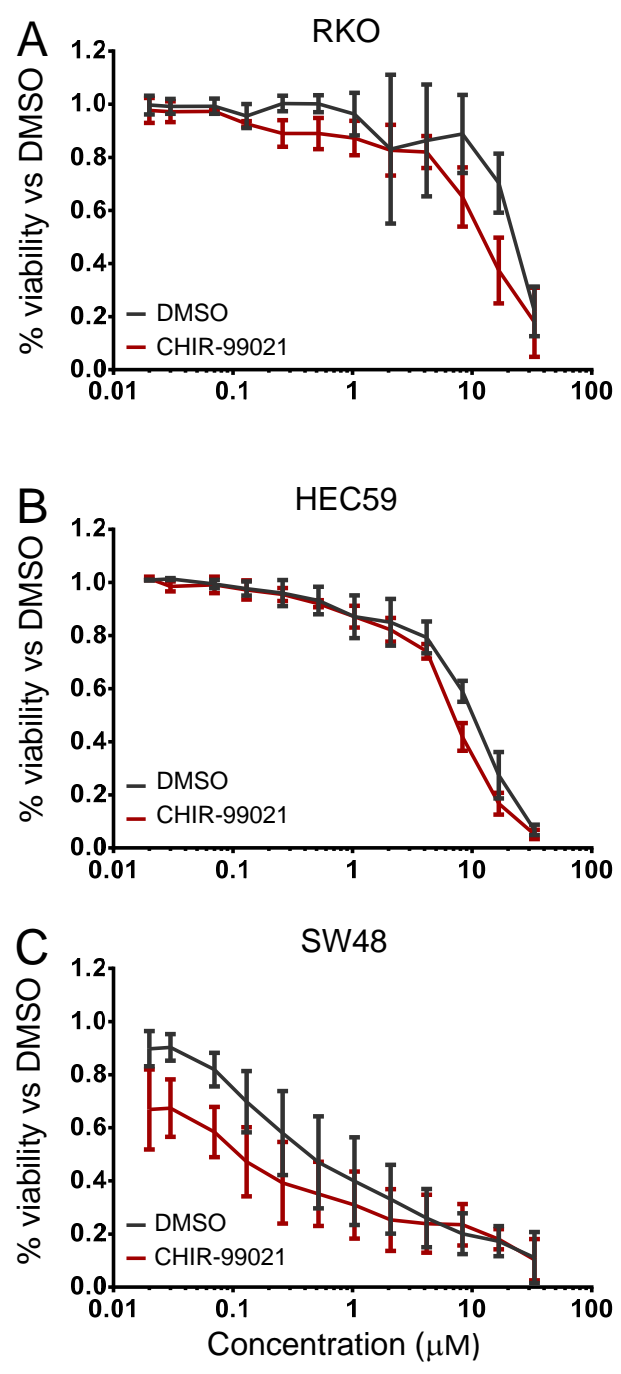 A
RKO
% viability vs DMSO
1.2
1.0
0.8
0.6
0.4
0.2
0.0
DMSO
CHIR-99021
0.01 0.1 1 10 100
B
HEC59
% viability vs DMSO
1.2
1.0
0.8
0.6
0.4
0.2
0.0
DMSO
CHIR-99021
0.01 0.1 1 10 100
C
SW48
% viability vs DMSO
1.2
1.0
0.8
0.6
0.4
0.2
0.0
DMSO
CHIR-99021
0.01 0.1 1 10 100
Concentration (μM)